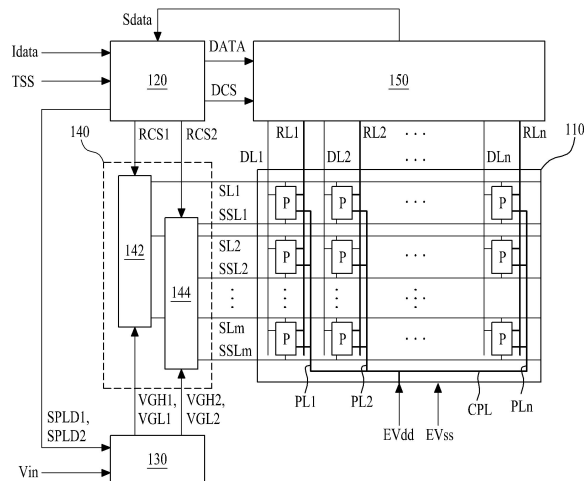 Sdata
Idata
DATA
TSS
120
150
DCS
140
RCS1
RCS2
RL1
RL2
RLn
110
DL1
DL2
DLn
SL1
SSL1
P
P
P
142
144
SL2
SSL2
P
P
P
SLm
SSLm
P
P
P
SPLD1,
SPLD2
VGH1,
VGL1
VGH2,
VGL2
PL1
PL2
CPL
PLn
EVdd
EVss
Vin
130